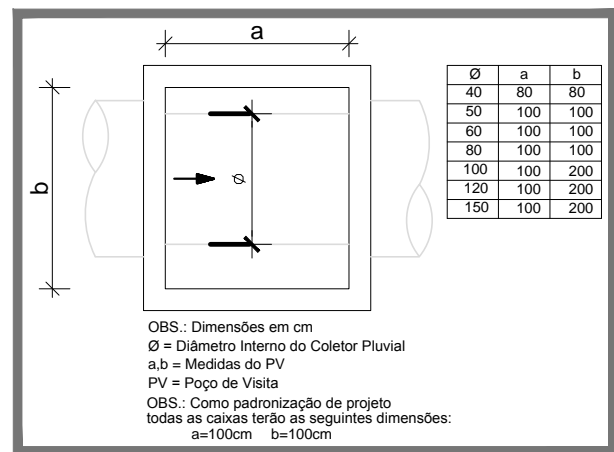 a
b
Ø
Ø a b
40 80 80
50 100 100
60 100 100
80 100 100
100 100 200
120 100 200
150 100 200
OBS.: Dimensões em cm
Ø = Diâmetro Interno do Coletor Pluvial
a,b = Medidas do PV
PV = Poço de Visita
OBS.: Como padronização de projeto
todas as caixas terão as seguintes dimensões:
a=100cm b=100cm